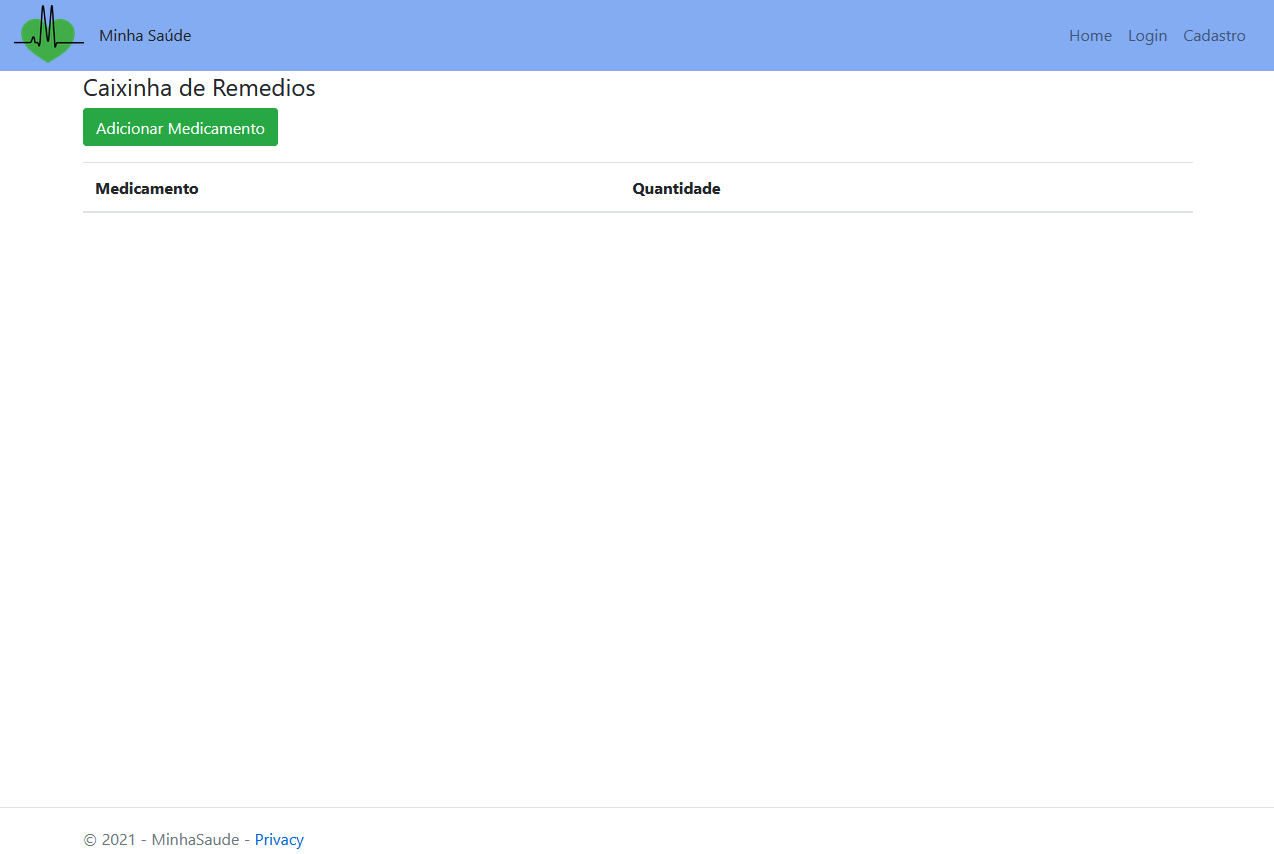 Minha Saúde Home Login Cadastro
Caixinha de Remedios
Adicionar Medicamento
Medicamento Quantidade
© 2021 - MinhaSaude - Privacy